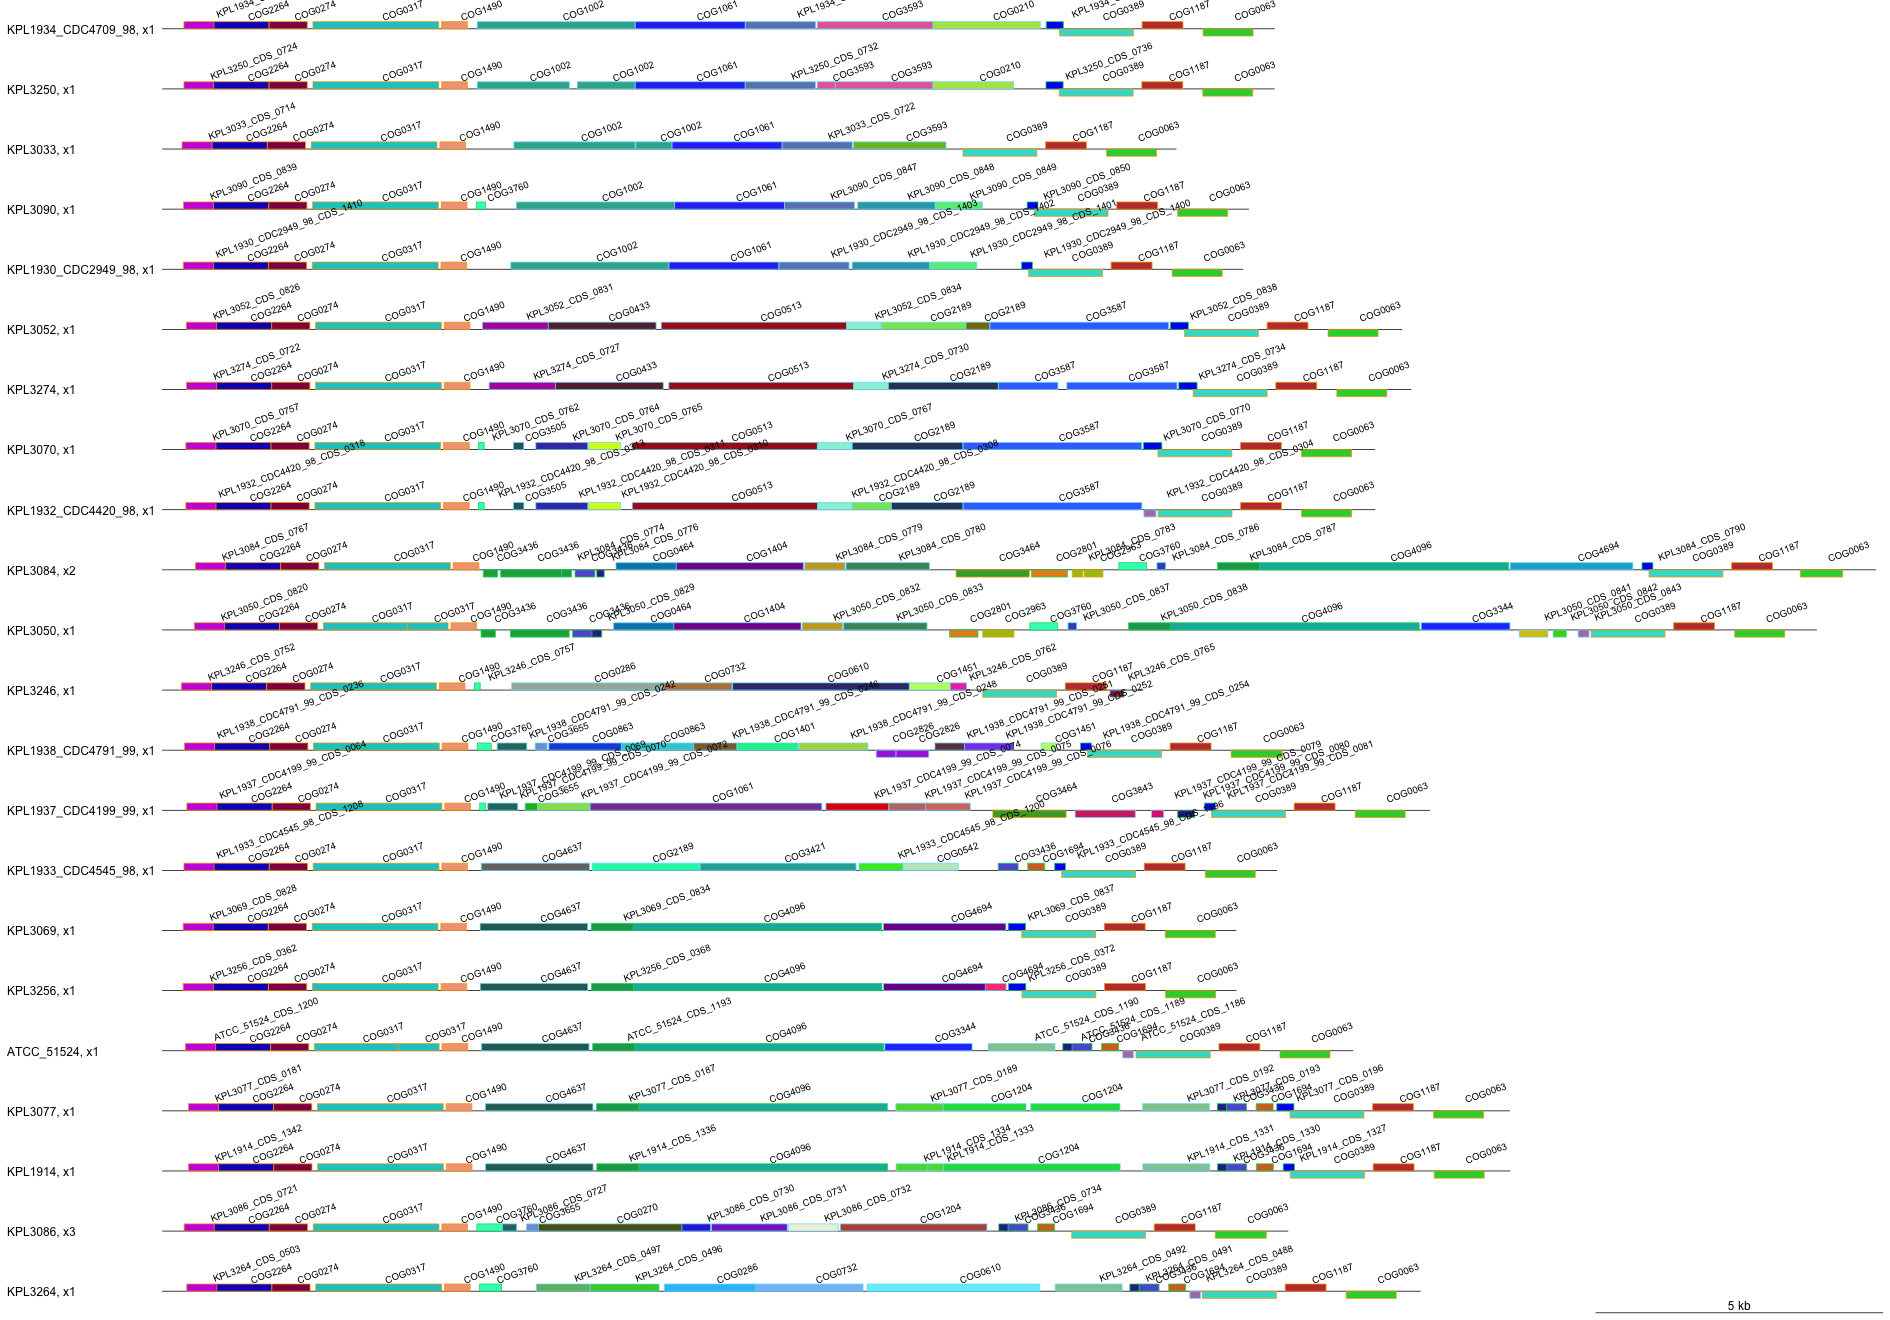 KPL1934_CDC4709_98, x1 COG2264 COG0274 COG0317 COG1490 COG1002 COG1061 COG3593 COG0210 COG0389 COG1187 COG0063
KPL3250, x1 KPL3250_CDS_0724 COG2264 COG0274 COG0317 COG1490 COG1002 COG1002 COG1061 KPL3250_CDS_0732 COG3593 COG3593 COG0210 KPL3250_CDS_0736 COG0389 COG1187 COG0063
KPL3033, x1 KPL3033_CDS_0714 COG2264 COG0274 COG0317 COG1490 COG1002 COG1002 COG1061 KPL3033_CDS_0722 COG3593 COG0389 COG1187 COG0063
KPL3090, x1 KPL3090_CDS_0839 COG2264 COG0274 COG0317 COG1490 COG3760 COG1002 COG1061 KPL3090_CDS_0847 KPL3090_CDS_0848 KPL3090_CDS_0849 KPL3090_CDS_0850 COG0389 COG1187 COG0063
KPL1930_CDC2949_98, x1 KPL1930_CDC2949_98_CDS_1410 COG2264 COG0274 COG0317 COG1490 COG1002 COG1061 KPL1930_CDC2949_98_CDS_1403 KPL1930_CDC2949_98_CDS_1402 KPL1930_CDC2949_98_CDS_1401 KPL1930_CDC2949_98_CDS_1400 COG0389 COG1187 COG0063
KPL3052, x1 KPL3052_CDS_0826 COG2264 COG0274 COG0317 COG1490 KPL3052_CDS_0831 COG0433 COG0513 KPL3052_CDS_0834 COG2189 COG2189 COG3587 KPL3052_CDS_0838 COG0389 COG1187 COG0063
KPL3274, x1 KPL3274_CDS_0722 COG2264 COG0274 COG0317 COG1490 KPL3274_CDS_0727 COG0433 COG0513 KPL3274_CDS_0730 COG2189 COG3587 COG3587 KPL3274_CDS_0734 COG0389 COG1187 COG0063
KPL3070, x1 KPL3070_CDS_0757 COG2264 COG0274 COG0317 COG1490 KPL3070_CDS_0762 COG3505 KPL3070_CDS_0764 KPL3070_CDS_0765 COG0513 KPL3070_CDS_0767 COG2189 COG3587 KPL3070_CDS_0770 COG0389 COG1187 COG0063
KPL1932_CDC4420_98, x1 KPL1932_CDC4420_98_CDS_0318 COG2264 COG0274 COG0317 COG1490 KPL1932_CDC4420_98_CDS_0313 COG3505 KPL1932_CDC4420_98_CDS_0311 KPL1932_CDC4420_98_CDS_0310 COG0513 KPL1932_CDC4420_98_CDS_0308 COG2189 COG2189 COG3587 KPL1932_CDC4420_98_CDS_0304 COG0389 COG1187 COG0063
KPL3084, x2 KPL3084_CDS_0767 COG2264 COG0274 COG0317 COG1490 COG3436 COG3436 KPL3084_CDS_0774 COG3436 KPL3084_CDS_0776 COG0464 COG1404 KPL3084_CDS_0779 KPL3084_CDS_0780 COG3464 COG2801 KPL3084_CDS_0783 COG2963 COG3760 KPL3084_CDS_0786 KPL3084_CDS_0787 COG4096 COG4694 KPL3084_CDS_0790 COG0389 COG1187 COG0063
KPL3050, x1 KPL3050_CDS_0820 COG2264 COG0274 COG0317 COG0317 COG1490 COG3436 COG3436 COG3436 KPL3050_CDS_0829 COG0464 COG1404 KPL3050_CDS_0832 KPL3050_CDS_0833 COG2801 COG2963 COG3760 KPL3050_CDS_0837 KPL3050_CDS_0838 COG4096 COG3344 KPL3050_CDS_0841 KPL3050_CDS_0842 KPL3050_CDS_0843 COG0389 COG1187 COG0063
KPL3246, x1 KPL3246_CDS_0752 COG2264 COG0274 COG0317 COG1490 KPL3246_CDS_0757 COG0286 COG0732 COG0610 COG1451 KPL3246_CDS_0762 COG0389 COG1187 KPL3246_CDS_0765
KPL1938_CDC4791_99, x1 KPL1938_CDC4791_99_CDS_0236 COG2264 COG0274 COG0317 COG1490 COG3760 KPL1938_CDC4791_99_CDS_0242 COG3655 COG0863 COG0863 KPL1938_CDC4791_99_CDS_0246 COG1401 KPL1938_CDC4791_99_CDS_0248 COG2826 COG2826 KPL1938_CDC4791_99_CDS_0251 KPL1938_CDC4791_99_CDS_0252 COG1451 KPL1938_CDC4791_99_CDS_0254 COG0389 COG1187 COG0063
KPL1937_CDC4199_99, x1 KPL1937_CDC4199_99_CDS_0064 COG2264 COG0274 COG0317 COG1490 KPL1937_CDC4199_99_CDS_0069 KPL1937_CDC4199_99_CDS_0070 COG3655 KPL1937_CDC4199_99_CDS_0072 COG1061 KPL1937_CDC4199_99_CDS_0074 KPL1937_CDC4199_99_CDS_0075 KPL1937_CDC4199_99_CDS_0076 COG3464 COG3843 KPL1937_CDC4199_99_CDS_0079 KPL1937_CDC4199_99_CDS_0080 KPL1937_CDC4199_99_CDS_0081 COG0389 COG1187 COG0063
KPL1933_CDC4545_98, x1 KPL1933_CDC4545_98_CDS_1208 COG2264 COG0274 COG0317 COG1490 COG4637 COG2189 COG3421 KPL1933_CDC4545_98_CDS_1200 COG0542 COG3436 COG1694 KPL1933_CDC4545_98_CDS_1196 COG0389 COG1187 COG0063
KPL3069, x1 KPL3069_CDS_0828 COG2264 COG0274 COG0317 COG1490 COG4637 KPL3069_CDS_0834 COG4096 COG4694 KPL3069_CDS_0837 COG0389 COG1187 COG0063
KPL3256, x1 KPL3256_CDS_0362 COG2264 COG0274 COG0317 COG1490 COG4637 KPL3256_CDS_0368 COG4096 COG4694 COG4694 KPL3256_CDS_0372 COG0389 COG1187 COG0063
ATCC_51524, x1 ATCC_51524_CDS_1200 COG2264 COG0274 COG0317 COG0317 COG1490 COG4637 ATCC_51524_CDS_1193 COG4096 COG3344 ATCC_51524_CDS_1190 ATCC_51524_CDS_1189 COG3436 COG1694 ATCC_51524_CDS_1186 COG0389 COG1187 COG0063
KPL3077, x1 KPL3077_CDS_0181 COG2264 COG0274 COG0317 COG1490 COG4637 KPL3077_CDS_0187 COG4096 KPL3077_CDS_0189 COG1204 COG1204 KPL3077_CDS_0192 KPL3077_CDS_0193 COG3436 COG1694 KPL3077_CDS_0196 COG0389 COG1187 COG0063
KPL1914, x1 KPL1914_CDS_1342 COG2264 COG0274 COG0317 COG1490 COG4637 KPL1914_CDS_1336 COG4096 KPL1914_CDS_1334 KPL1914_CDS_1333 COG1204 KPL1914_CDS_1331 KPL1914_CDS_1330 COG3436 COG1694 KPL1914_CDS_1327 COG0389 COG1187 COG0063
KPL3086, x3 KPL3086_CDS_0721 COG2264 COG0274 COG0317 COG1490 COG3760 KPL3086_CDS_0727 COG3655 COG0270 KPL3086_CDS_0730 KPL3086_CDS_0731 KPL3086_CDS_0732 COG1204 KPL3086_CDS_0734 COG3436 COG1694 COG0389 COG1187 COG0063
KPL3264, x1 KPL3264_CDS_0503 COG2264 COG0274 COG0317 COG1490 COG3760 KPL3264_CDS_0497 KPL3264_CDS_0496 COG0286 COG0732 COG0610 KPL3264_CDS_0492 KPL3264_CDS_0491 COG3436 COG1694 KPL3264_CDS_0488 COG0389 COG1187 COG0063
5 kb